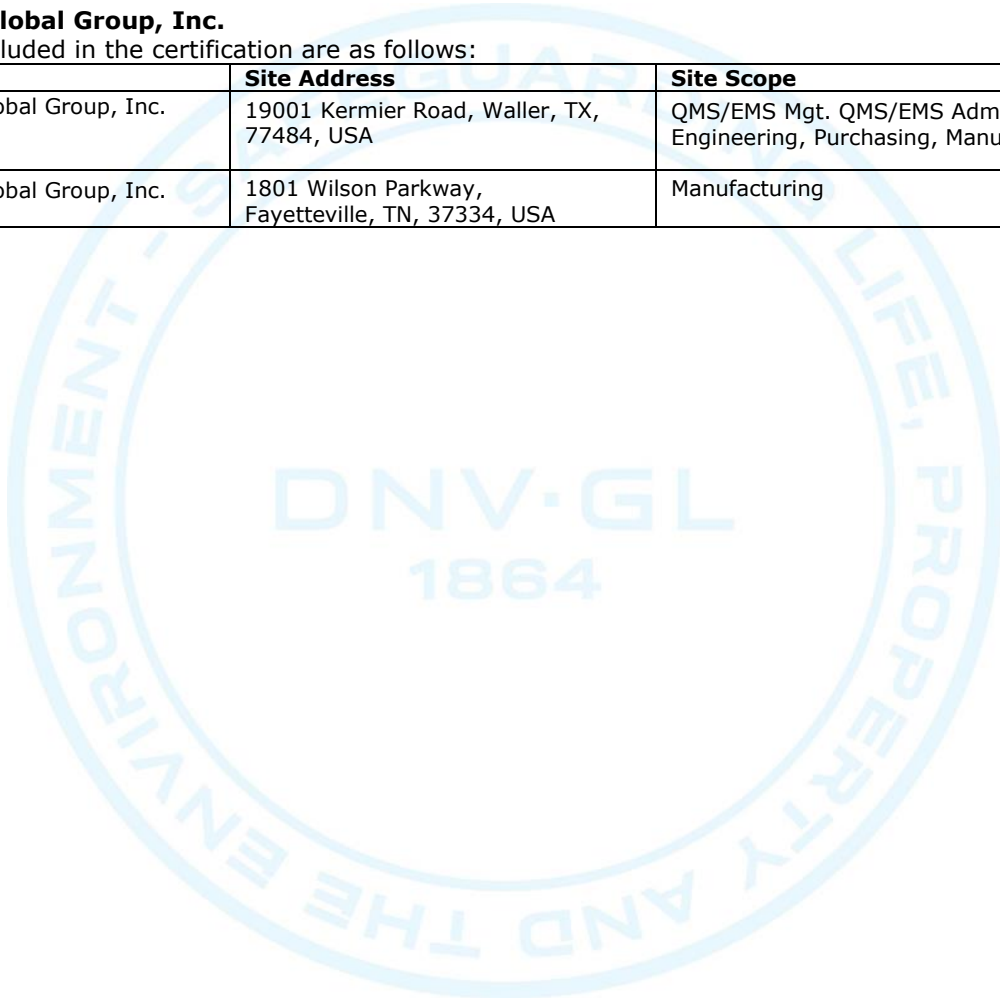 lobal Group, Inc.
luded in the certification are as follows:
Site Address
Site Scope
obal Group, Inc.
19001 Kermier Road, Waller, TX,
77484, USA
QMS/EMS Mgt. QMS/EMS Adm
Engineering, Purchasing, Manu
obal Group, Inc.
1801 Wilson Parkway,
Fayetteville, TN, 37334, USA
Manufacturing
SAFEGUARDING LIFE, PROPERTY AND THE ENVIRONMENT -
DNV·GL
1864